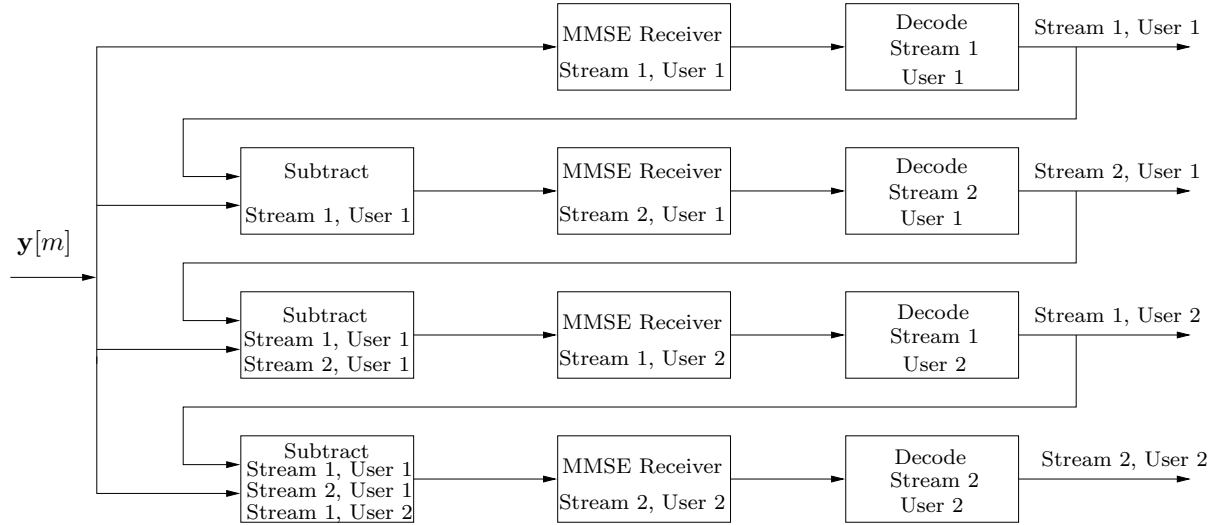 MMSE Receiver
Stream 1, User 1
Decode
Stream 1
User 1
Stream 1, User 1
Subtract
Stream 1, User 1
MMSE Receiver
Stream 2, User 1
Decode
Stream 2
User 1
Stream 2, User 1
y[m]
Subtract
Stream 1, User 1
Stream 2, User 1
MMSE Receiver
Stream 1, User 2
Decode
Stream 1
User 2
Stream 1, User 2
Subtract
Stream 1, User 1
Stream 2, User 1
Stream 1, User 2
MMSE Receiver
Stream 2, User 2
Decode
Stream 2
User 2
Stream 2, User 2